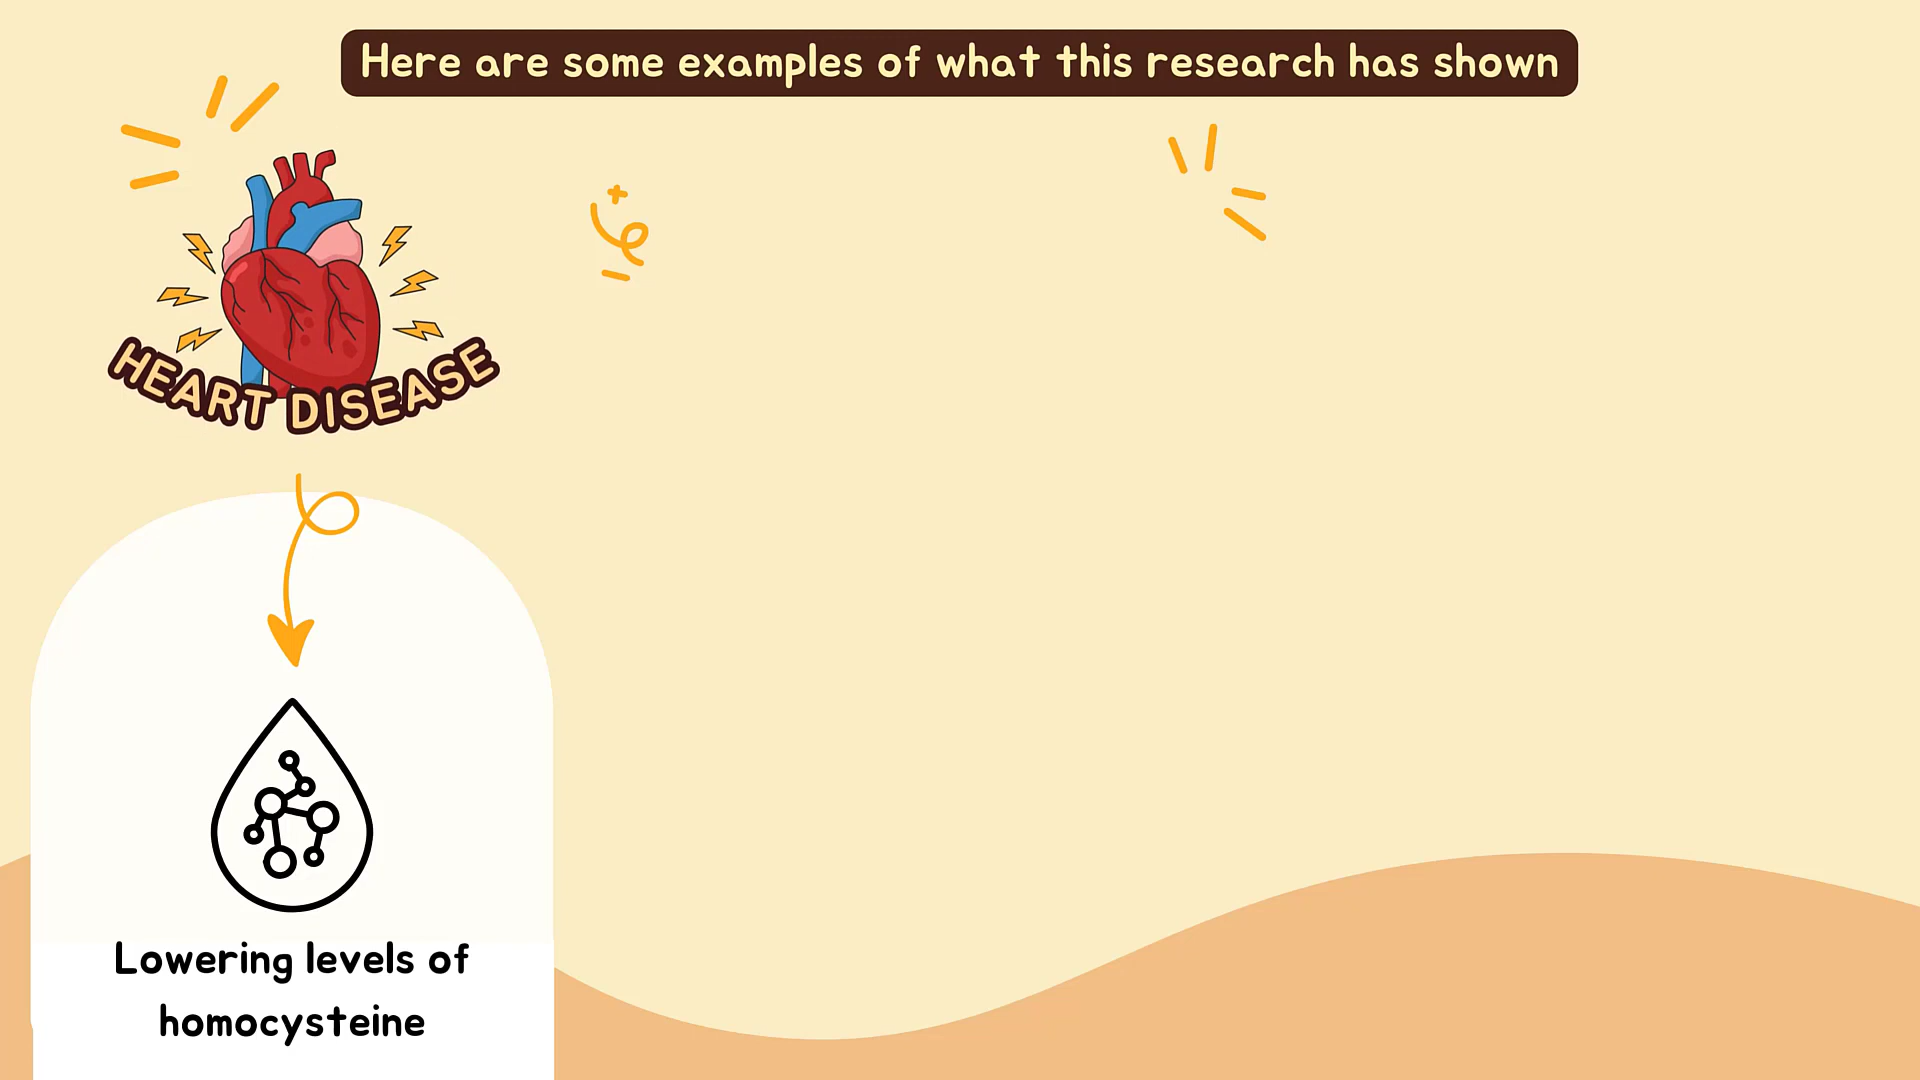 Here are some examples of what this research has shown
HEART DISEASE
Lowering levels of
homocysteine